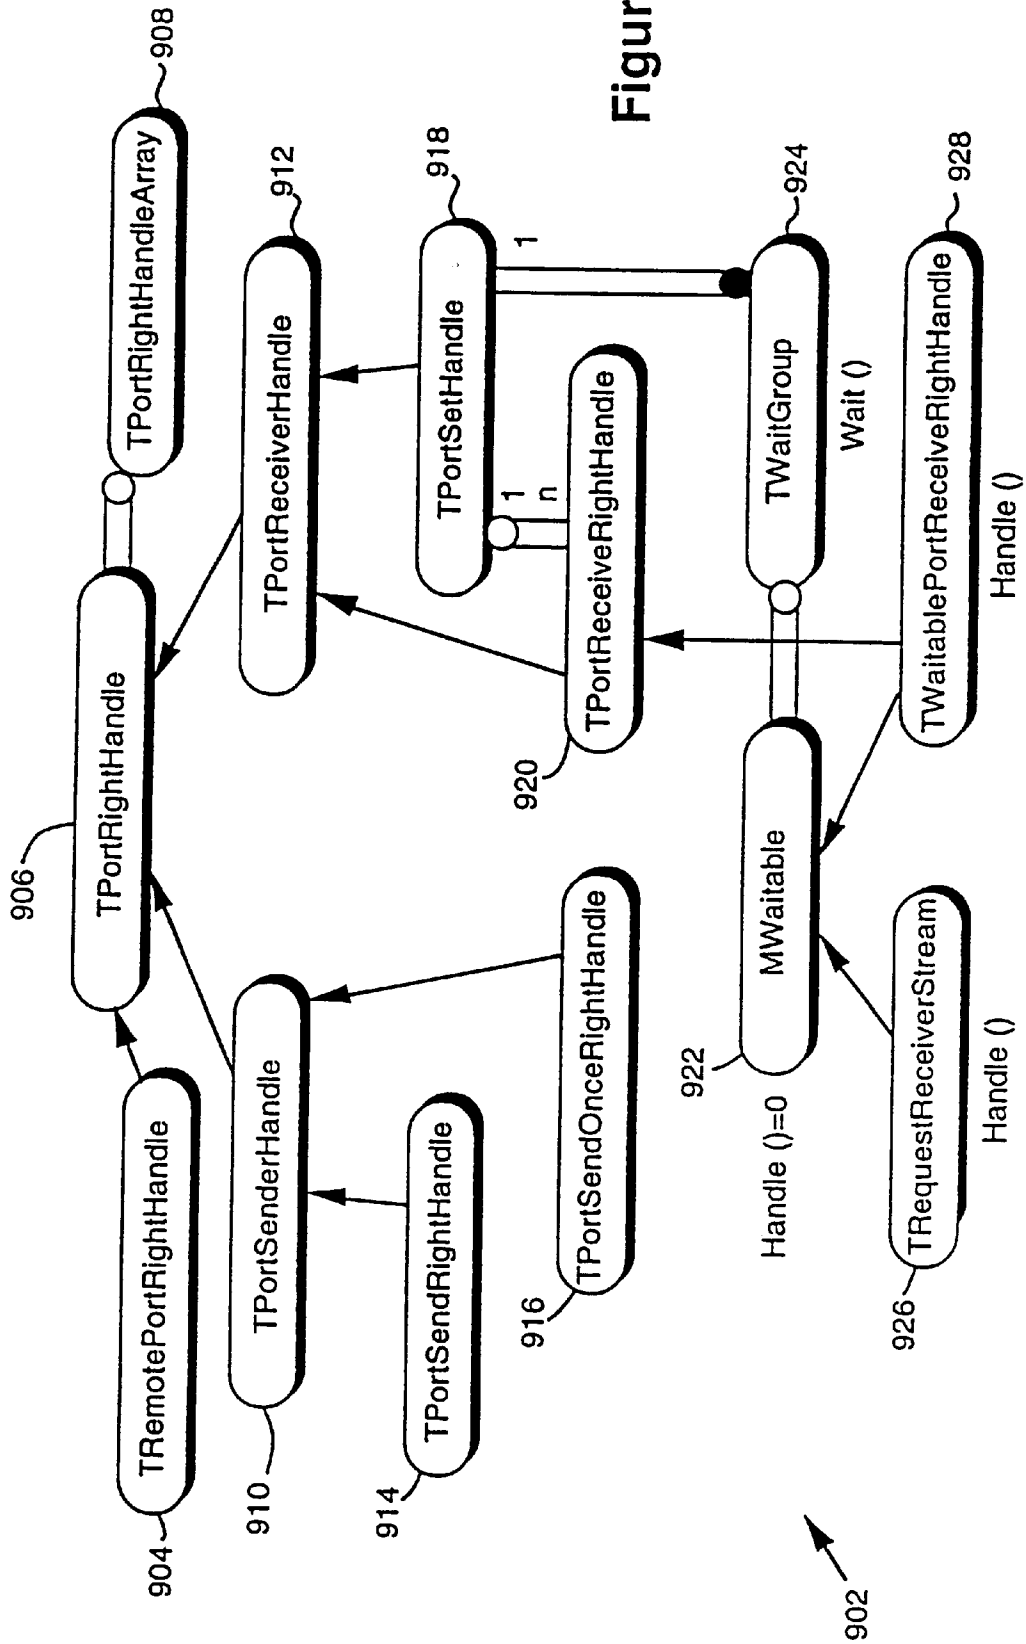 906
TPortRightHandle
TPortRightHandleArray
908
904
TRemotePortRightHandle
910
TPortSenderHandle
TPortReceiverHandle
912
914
TPortSendRightHandle
TPortSetHandle
918
1
1
n
916
TPortSendOnceRightHandle
920
TPortReceiveRightHandle
Figur
922
MWaitable
Handle ()=0
TWaitGroup
924
Wait ()
926
TRequestReceiverStream
Handle ()
TWaitablePortReceiveRightHandle
928
Handle ()
902